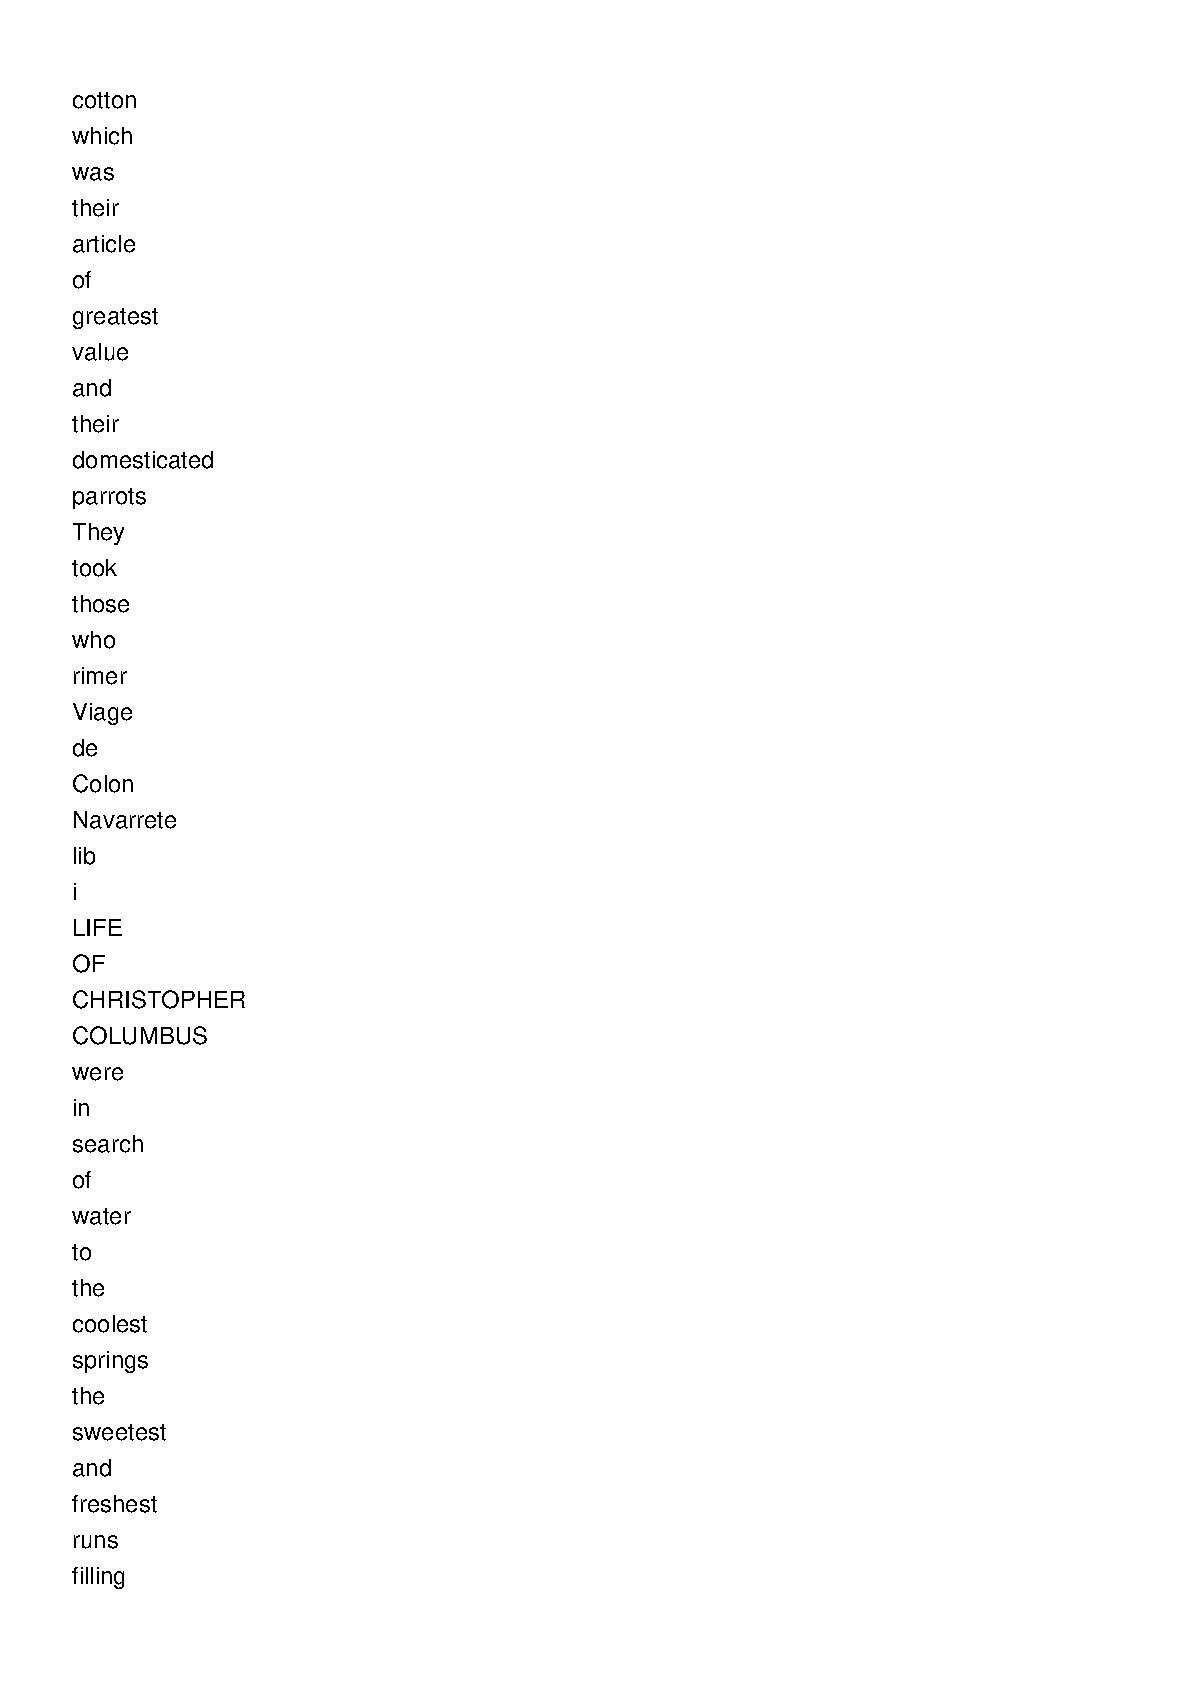 cotton
which
was
their
article
of
greatest
value
and
their
domesticated
parrots
They
took
those
who
rimer
Viage
de
Colon
Navarrete
lib
i
LIFE
OF
CHRISTOPHER
COLUMBUS
were
in
search
of
water
to
the
coolest
springs
the
sweetest
and
freshest
runs
filling